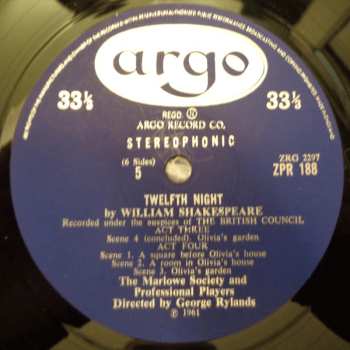 argo
33⅓ 33⅓
REGD ®
ARGO RECORD CO.
STEREOPHONIC
(6 Sides)
5
ZRG 2397
ZPR 188
TWELFTH NIGHT
by WILLIAM SHAKESPEARE
Recorded under the auspices of THE BRITISH COUNCIL
ACT THREE
Scene 4 (concluded). Olivia's garden
ACT FOUR
Scene 1. A square before Olivia's house
Scene 2. A room in Olivia's house
Scene 3. Olivia's garden
The Marlowe Society and
Professional Players
Directed by George Rylands
℗ 1961